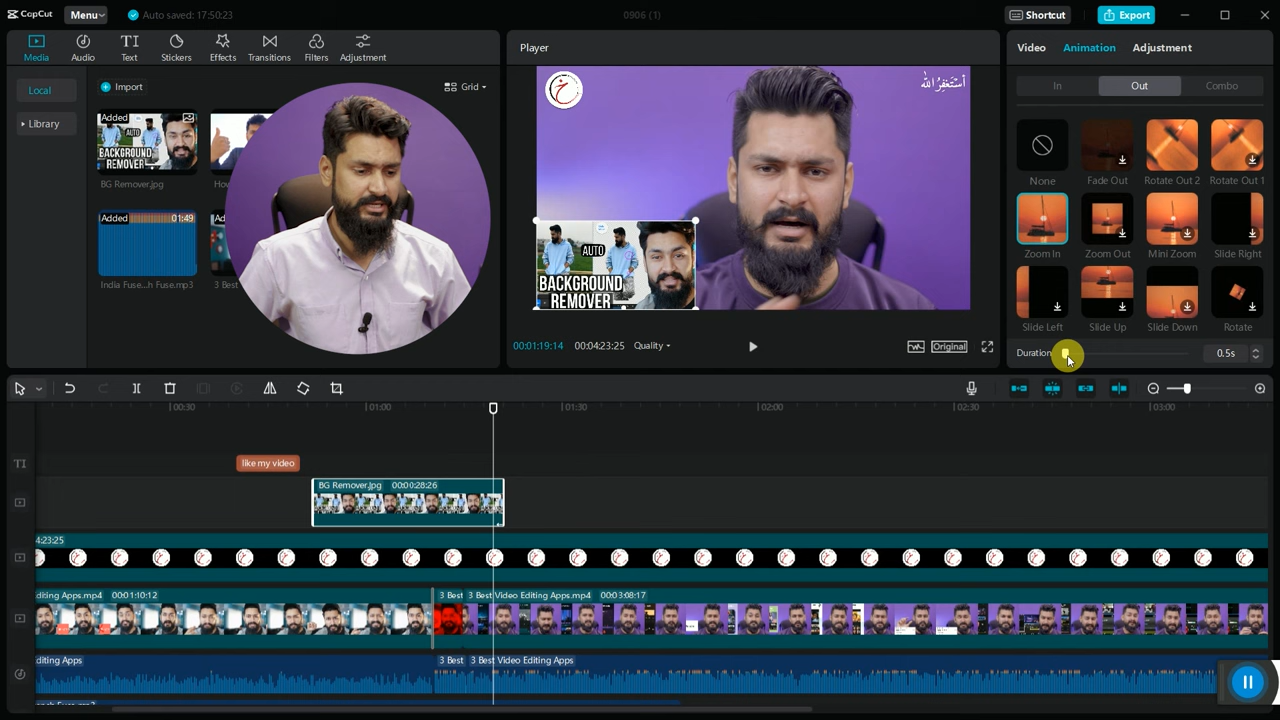 CapCut
Menu
Auto saved: 17:50:23
0906 (1)
Shortcut
Export
Media
Audio
Text
Stickers
Effects
Transitions
Filters
Adjustment
Player
Video
Animation
Adjustment
Local
Import
Grid
In
Out
Combo
Library
Added
AUTO
BACKGROUND
REMOVER
BG Remover.jpg
How
أستغفر الله
None
Fade Out
Rotate Out 2
Rotate Out 1
Added
01:49
Ad
India Fuse...h Fuse.mp3
3 Best
AUTO
BACKGROUND
REMOVER
Zoom In
Zoom Out
Mini Zoom
Slide Right
Slide Left
Slide Up
Slide Down
Rotate
00:01:19:14
00:04:23:25
Quality
Original
Duration
0.5s
00:30
01:00
01:30
02:00
02:30
03:00
TI
like my video
BG Remover.jpg 00:00:28:26
4:23:25
diting Apps.mp4 00:01:10:12
3 Best
3 Best Video Editing Apps.mp4 00:03:08:17
diting Apps
3 Best
3 Best Video Editing Apps